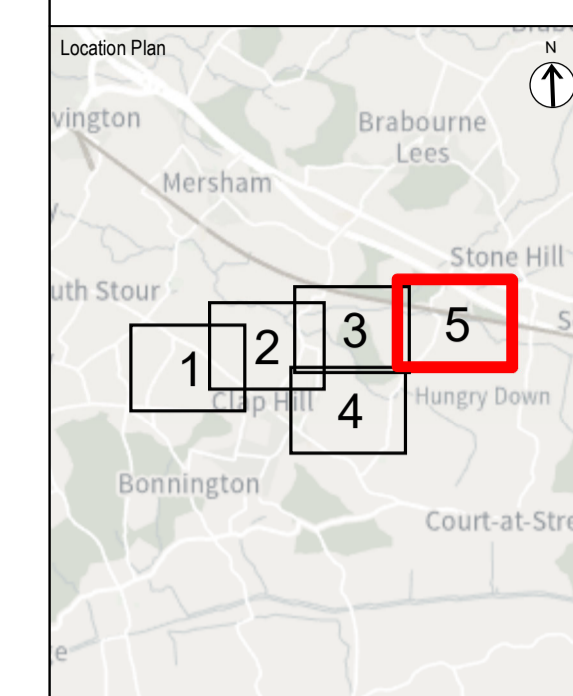 Location Plan
N
vington
Brabourne
Lees
Mersham
Stone Hill
uth Stour
S
1
2
3
5
4
Clap Hill
Hungry Down
Bonnington
Court-at-Stre
e